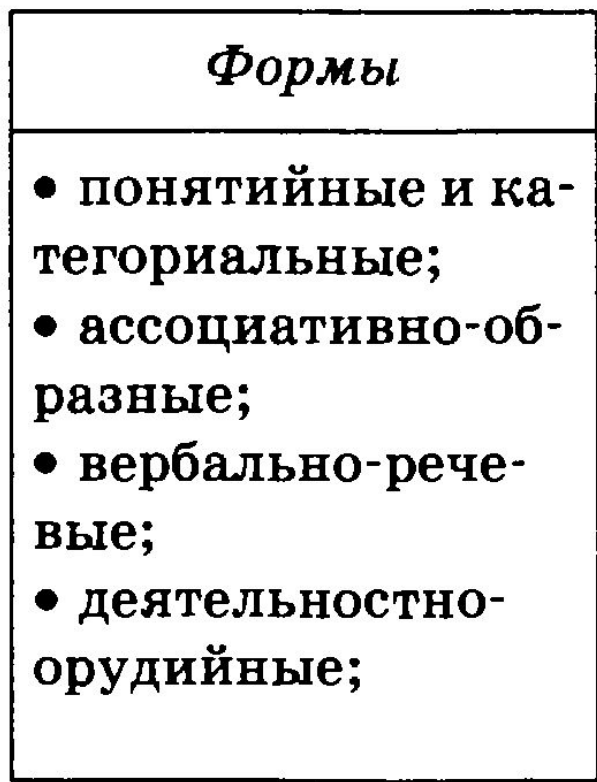 Формы
• понятийные и ка-
тегориальные;
• ассоциативно-об-
разные;
• вербально-рече-
вые;
• деятельностно-
орудийные;